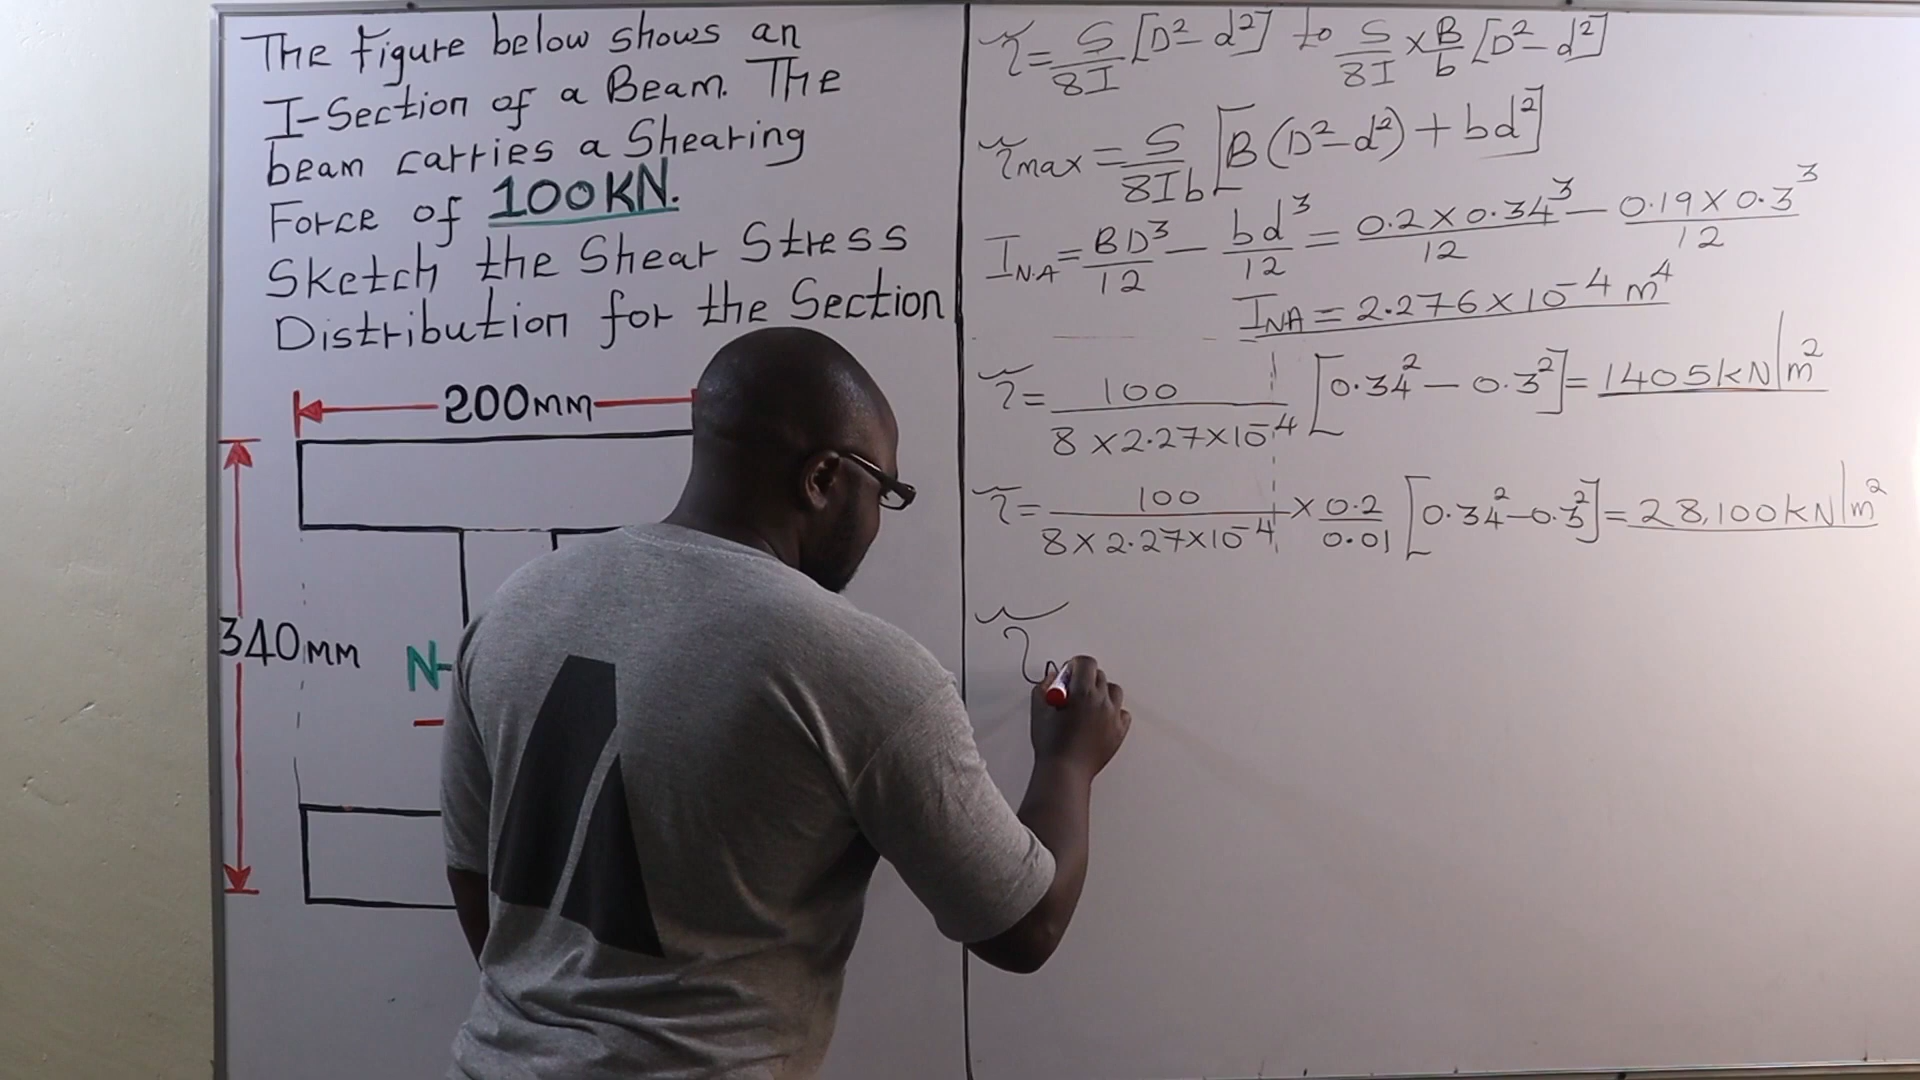 The Figure below shows an
I-Section of a Beam. The
beam carries a Shearing
Force of 100KN.
Sketch the Shear Stress
Distribution for the Section
200mm
340mm
N
τ = S/8I [D² - d²] to S/8I × B/b [D² - d²]
τmax = S/8Ib [B(D² - d²) + bd²]
I_N.A = BD³/12 - bd³/12 = 0.2 × 0.34³/12 - 0.19 × 0.3³/12
I_NA = 2.276 × 10⁻⁴ m⁴
τ = 100/8 × 2.27 × 10⁻⁴ [0.34² - 0.3²] = 1405kN/m²
τ = 100/8 × 2.27 × 10⁻⁴ × 0.2/0.01 [0.34² - 0.3²] = 28,100kN/m²
τ